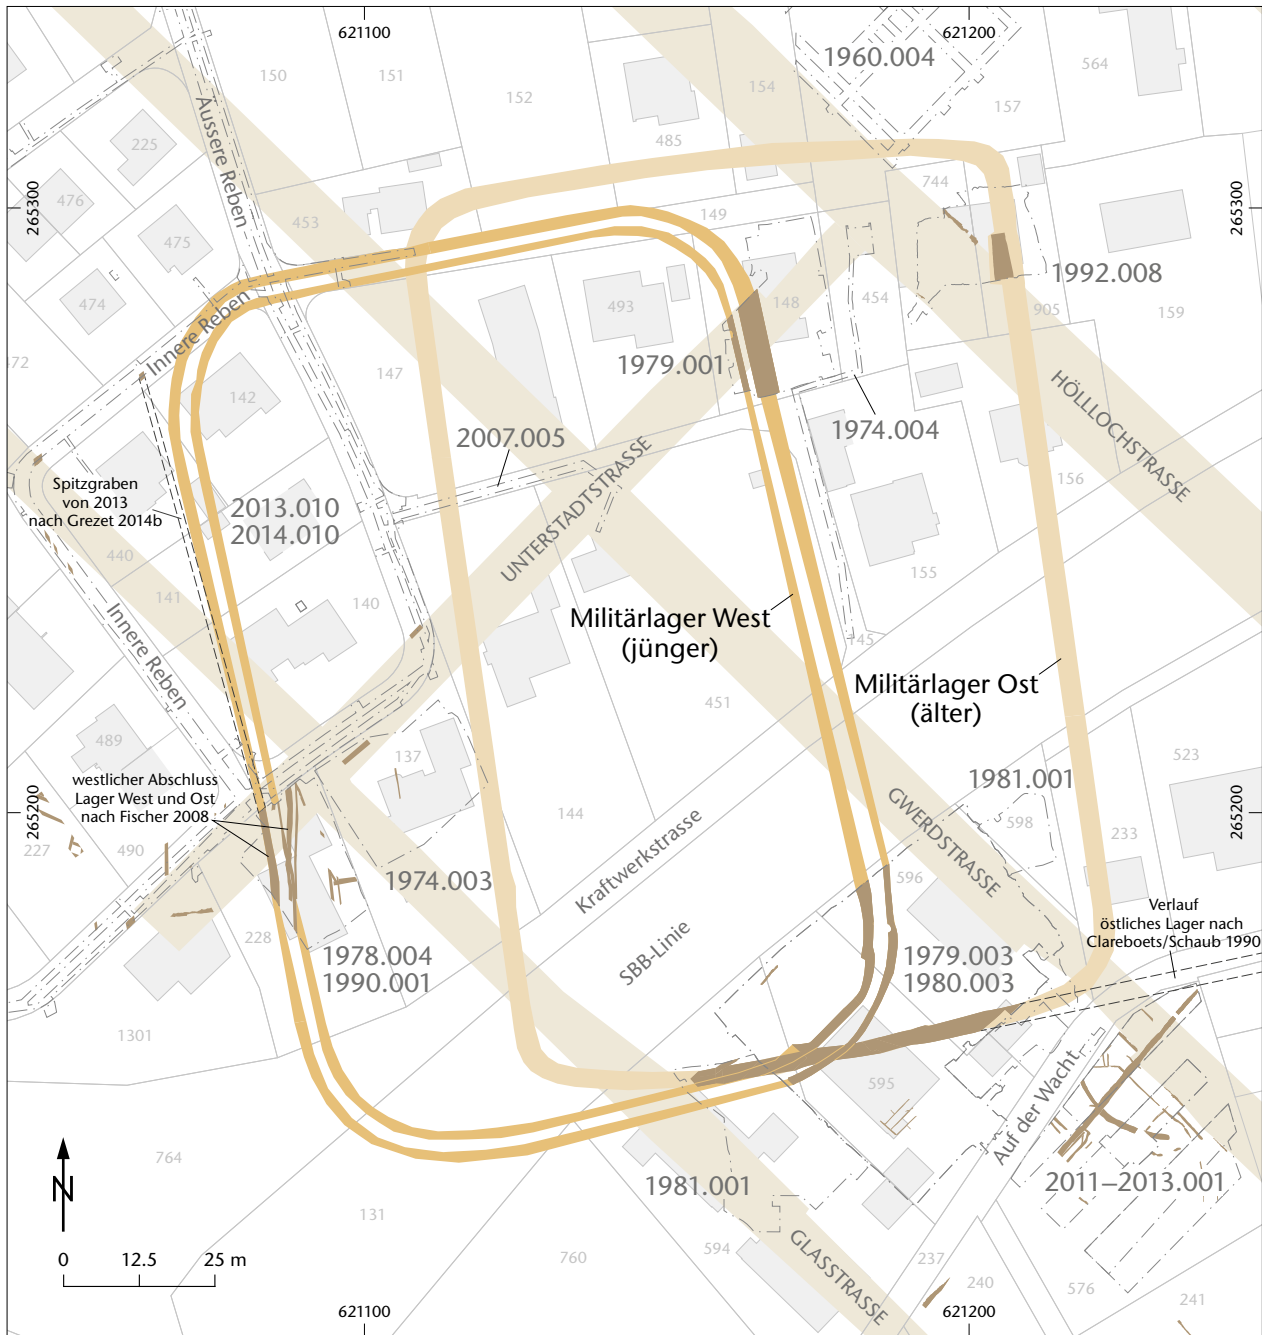 621100
621200
1960.004
150
151
152
154
564
157
Äussere Reben
225
485
476
744
265300
265300
453
149
475
1992.008
474
454
905
159
493
148
Innere Reben
1979.001
372
147
142
HÖLLLOCHSTRASSE
2007.005
1974.004
UNTERSTADTSTRASSE
156
Spitzgraben
von 2013
nach Grezet 2014b
2013.010
2014.010
440
141
155
140
Innere Reben
Militärlager West
(jünger)
145
Militärlager Ost
(älter)
451
489
137
523
westlicher Abschluss
Lager West und Ost
nach Fischer 2008
1981.001
GWERDSTRASSE
265200
265200
144
598
233
227
490
Kraftwerkstrasse
1974.003
596
Verlauf
östliches Lager nach
Clareboets/Schaub 1990
228
SBB-Linie
1978.004
1990.001
1979.003
1980.003
1301
Auf der Wacht
595
764
1981.001
2011–2013.001
131
N
GLASSTRASSE
594
760
237
0 12.5 25 m
240
576
241
621100
621200